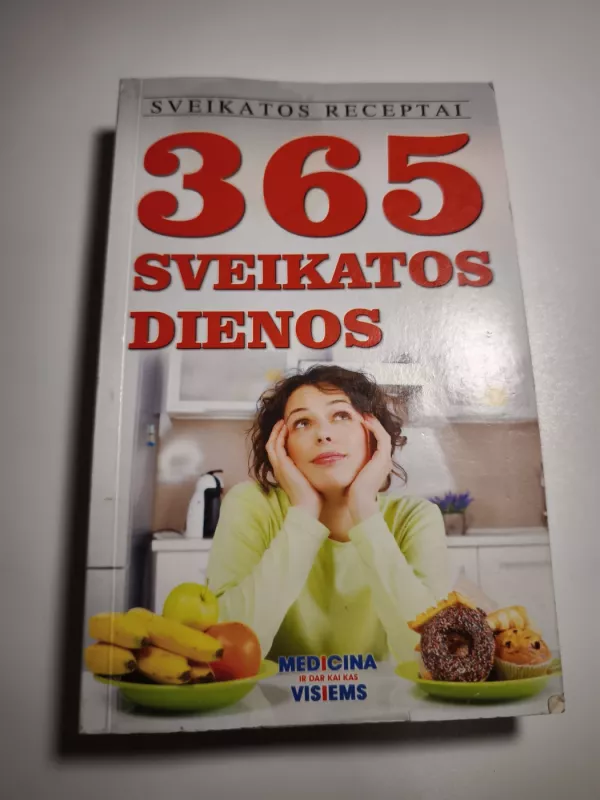 SVEIKATOS RECEPTAI
365
SVEIKATOS
DIENOS
MEDICINA
IR DAR KAI KAS
VISIEMS